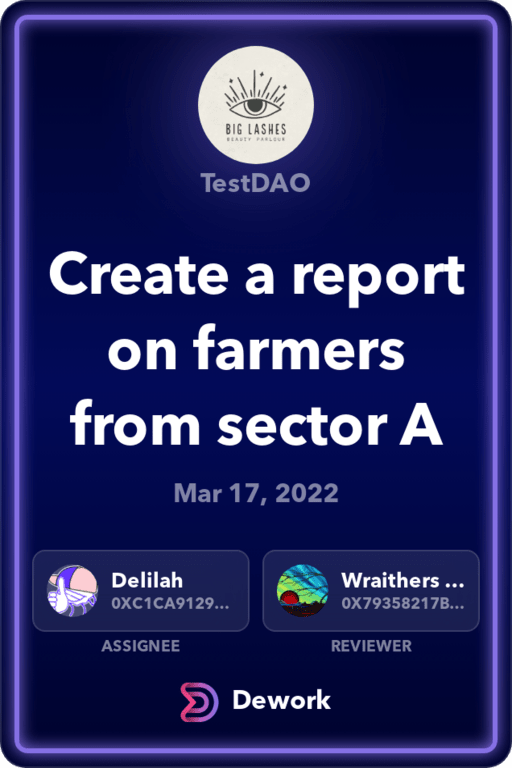 BIG LASHES
BEAUTY PARLOUR
TestDAO
Create a report
on farmers
from sector A
Mar 17, 2022
Delilah
0XC1CA9129...
Wraithers ...
0X79358217B...
ASSIGNEE
REVIEWER
Dework